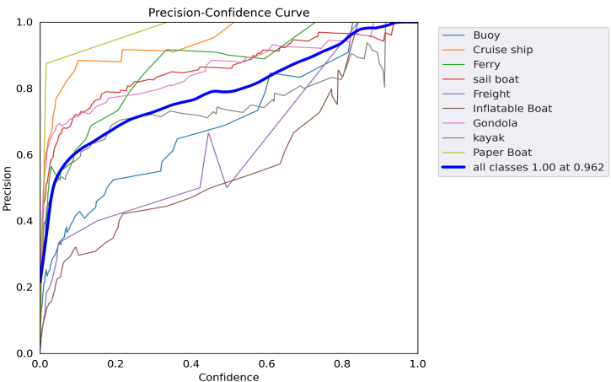 Precision-Confidence Curve
Buoy
Cruise ship
Ferry
sail boat
Freight
Inflatable Boat
Gondola
kayak
Paper Boat
all classes 1.00 at 0.962
Precision
1.0
0.8
0.6
0.4
0.2
0.0
0.0 0.2 0.4 0.6 0.8 1.0
Confidence